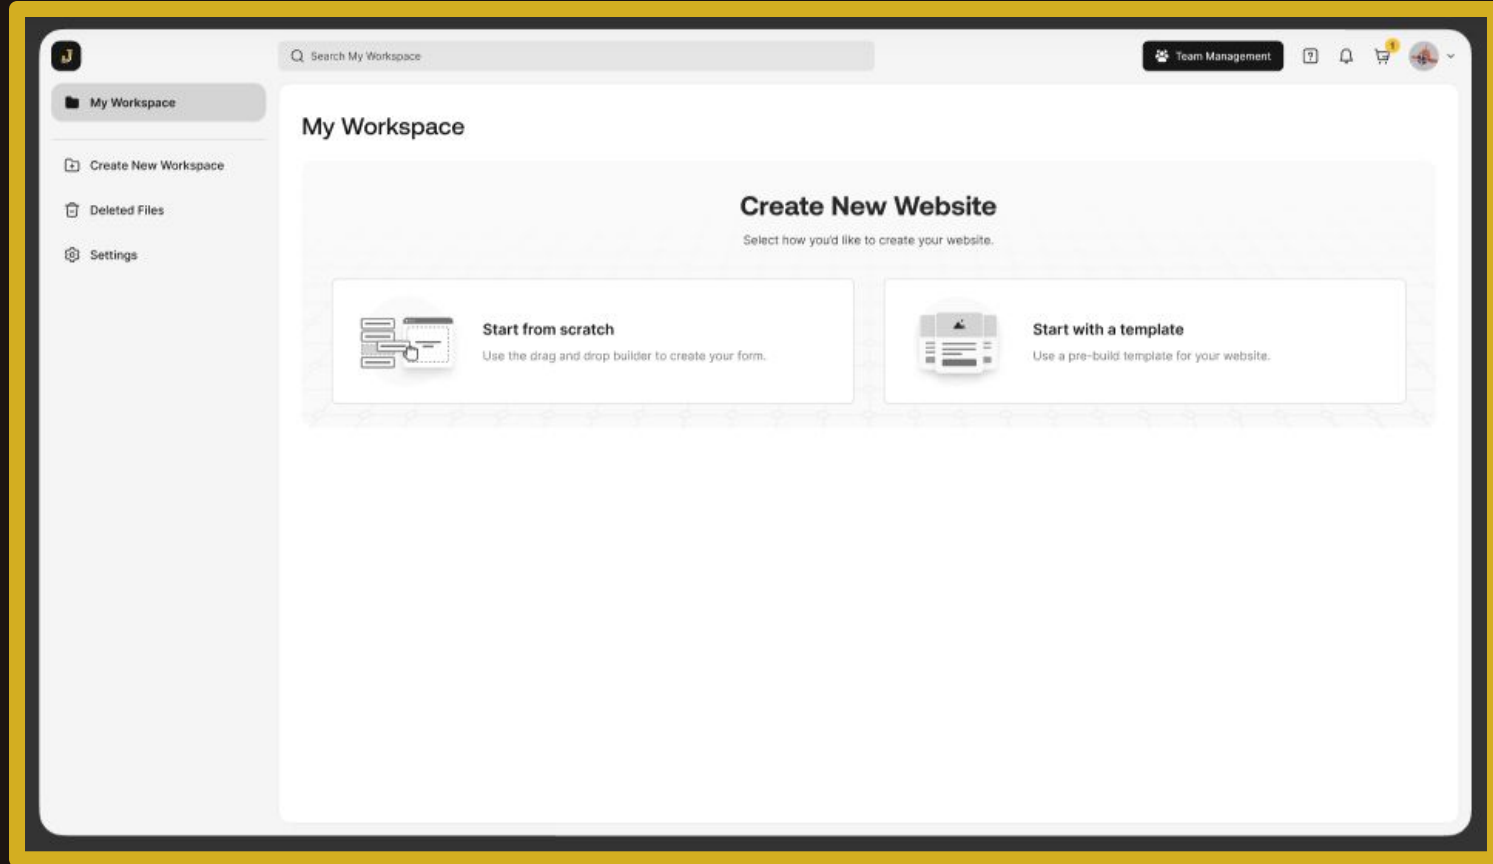 J
Search My Workspace
Team Management
1
My Workspace
Create New Workspace
Deleted Files
Settings
My Workspace
Create New Website
Select how you'd like to create your website.
Start from scratch
Use the drag and drop builder to create your form.
Start with a template
Use a pre-build template for your website.